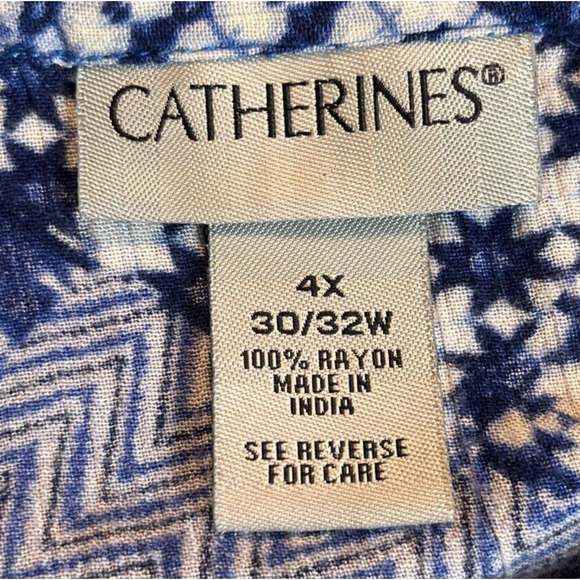 CATHERINES®
4X
30/32W
100% RAYON
MADE IN
INDIA
SEE REVERSE
FOR CARE